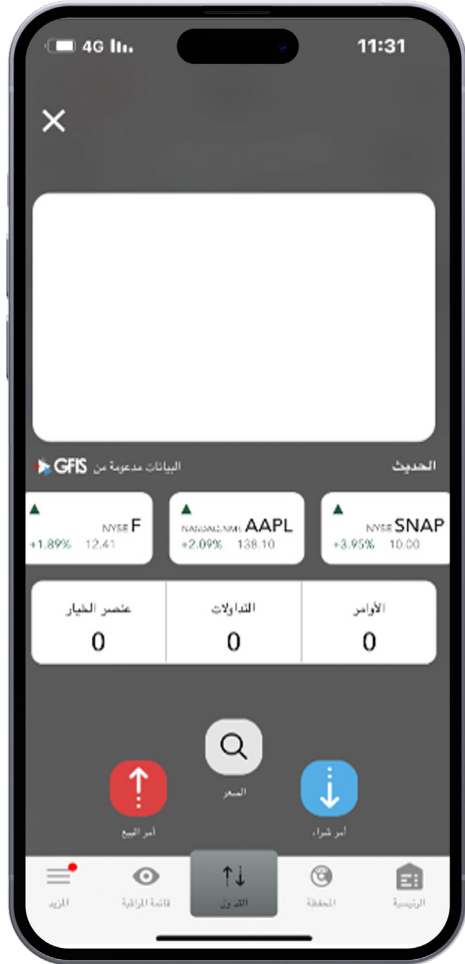 4G 11:31
الحديث
البيانات مدعومة من GFIS
NYSE SNAP
+3.95% 10.00
NASDAQ.NMS AAPL
+2.09% 138.10
NYSE F
+1.89% 12.41
الأوامر
0
التداولات
0
عنصر الخيار
0
السعر
أمر شراء
أمر البيع
الرئيسية
المحفظة
التداول
قائمة المراقبة
المزيد